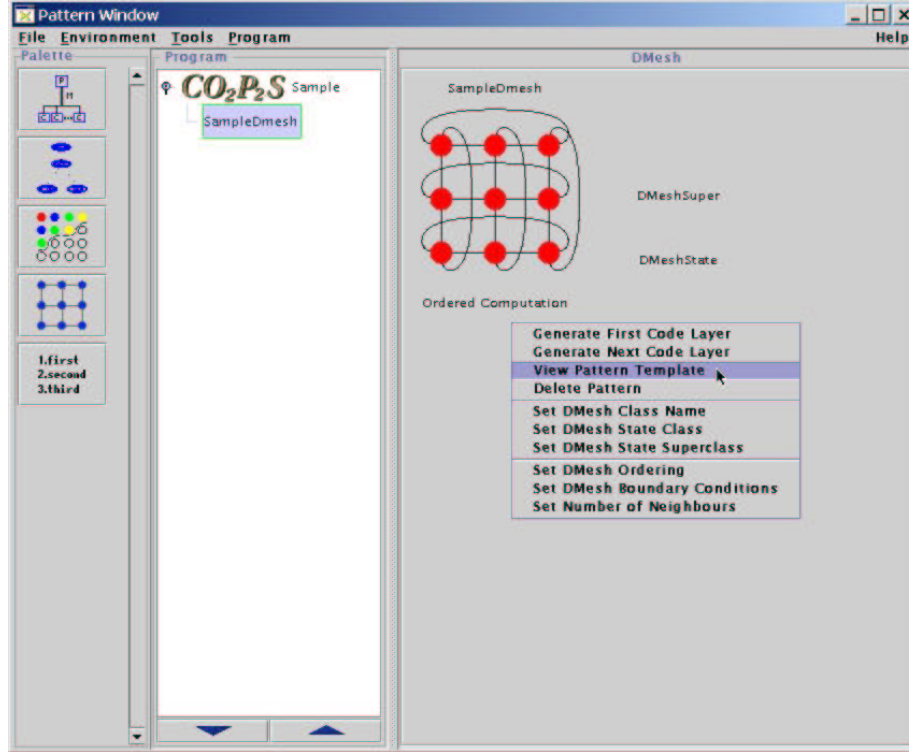 Pattern Window
File Environment Tools Program Help
Palette
Program
DMesh
P
M
C C C
1.first
2.second
3.third
CO2P2S Sample
SampleDmesh
SampleDmesh
DMeshSuper
DMeshState
Ordered Computation
Generate First Code Layer
Generate Next Code Layer
View Pattern Template
Delete Pattern
Set DMesh Class Name
Set DMesh State Class
Set DMesh State Superclass
Set DMesh Ordering
Set DMesh Boundary Conditions
Set Number of Neighbours